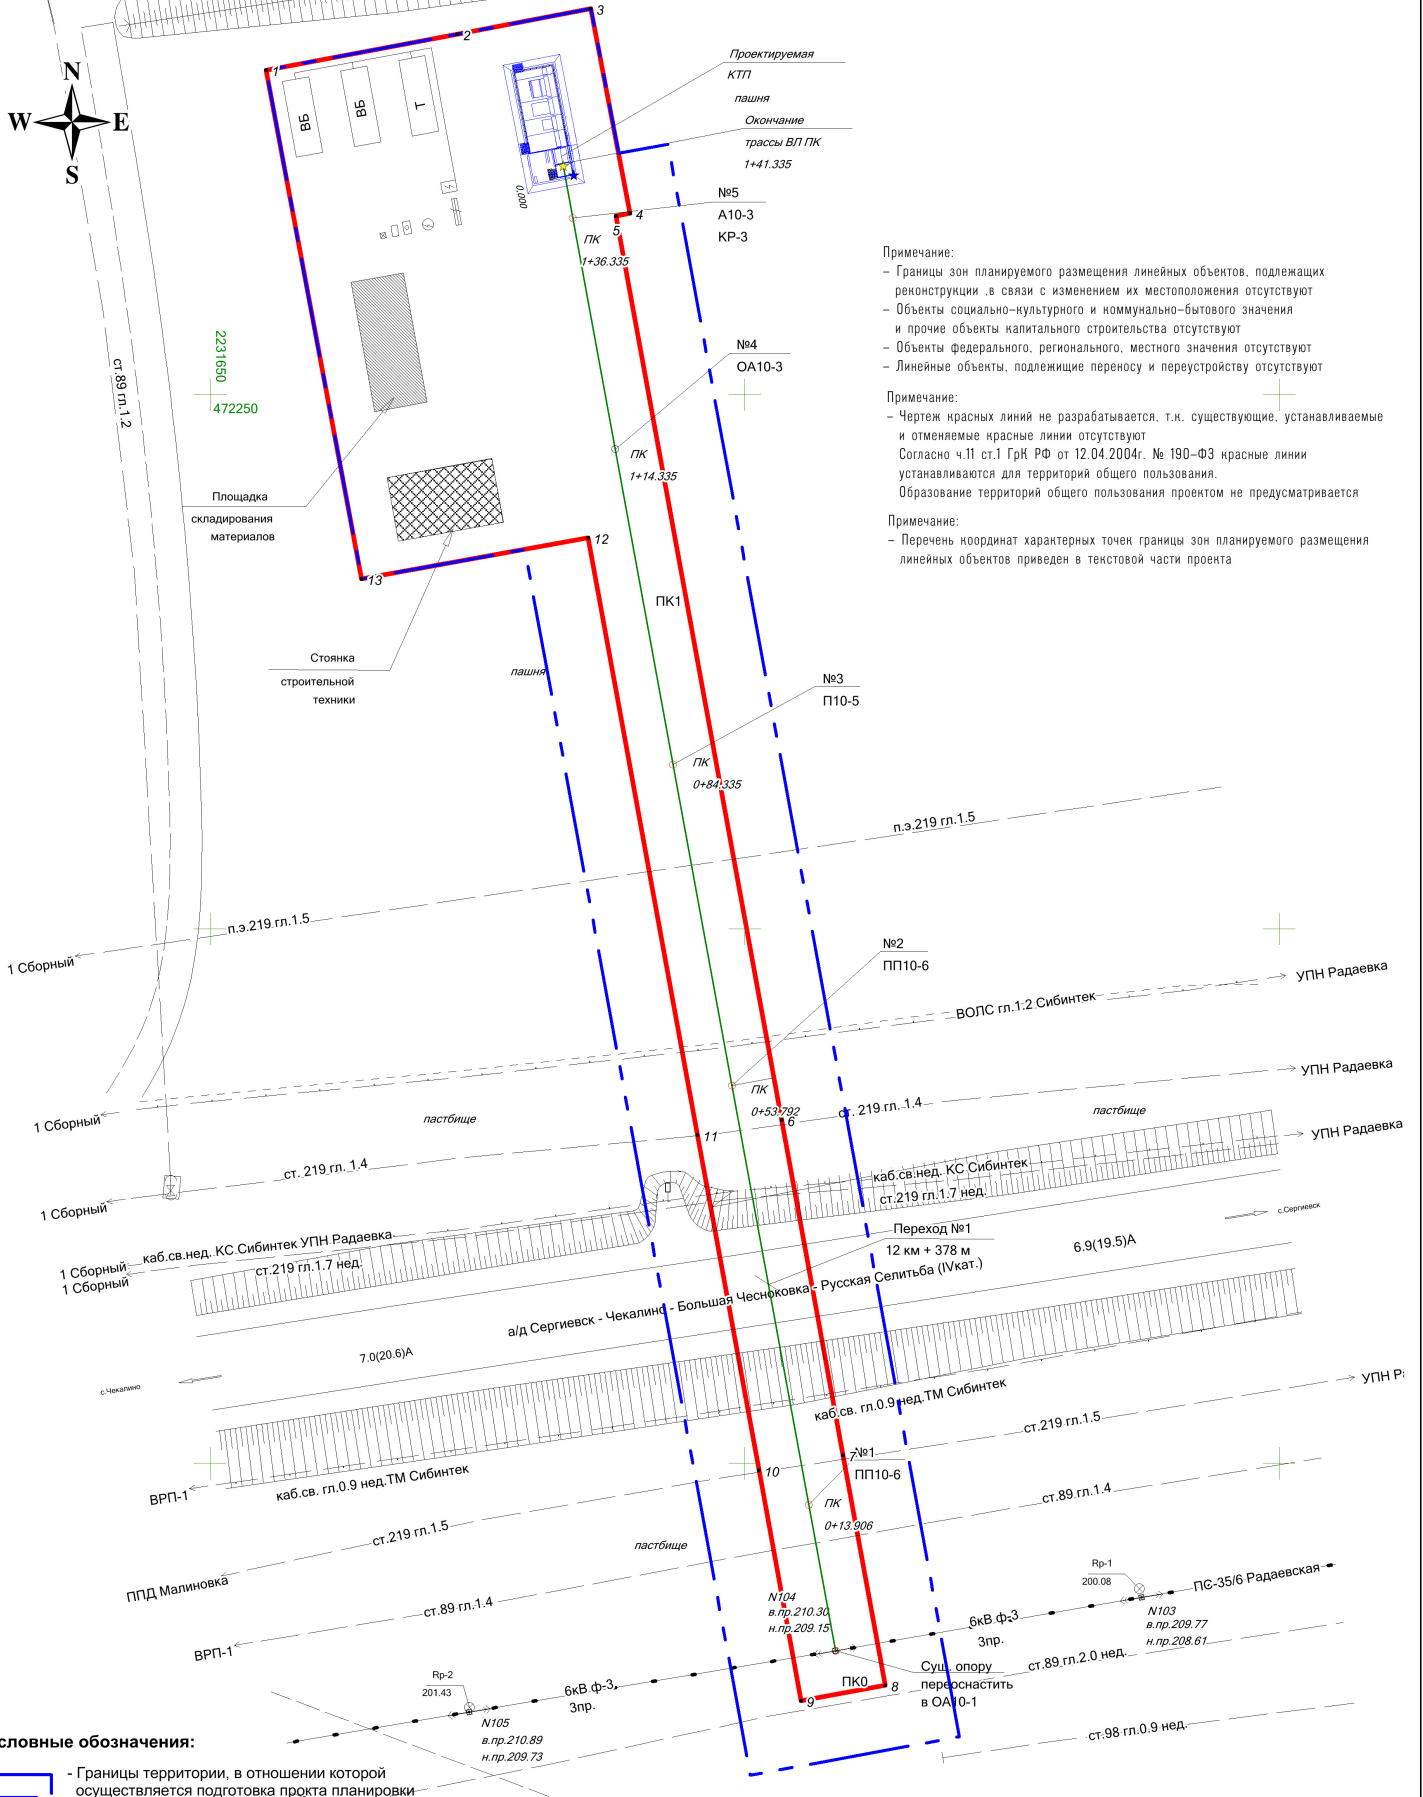 3
2
1
N
W
E
S
ВБ
ВБ
Т
Проектируемая
КТП
пашня
Окончание
трассы ВЛ ПК
1+41.335
0,000
№5
А10-3
КР-3
4
5
ПК
1+36.335
Примечание:
– Границы зон планируемого размещения линейных объектов, подлежащих
реконструкции ,в связи с изменением их местоположения отсутствуют
– Объекты социально–культурного и коммунально–бытового значения
и прочие объекты капитального строительства отсутствуют
– Объекты федерального, регионального, местного значения отсутствуют
– Линейные объекты, подлежищие переносу и переустройству отсутствуют
Примечание:
– Чертеж красных линий не разрабатывается, т.к. существующие, устанавливаемые
и отменяемые красные линии отсутствуют
Согласно ч.11 ст.1 ГрК РФ от 12.04.2004г. № 190–ФЗ красные линии
устанавливаются для территорий общего пользования.
Образование территорий общего пользования проектом не предусматривается
Примечание:
– Перечень координат характерных точек границы зон планируемого размещения
линейных объектов приведен в текстовой части проекта
2231650
472250
ст.89 гл.1.2
№4
ОА10-3
ПК
1+14.335
Площадка
складирования
материалов
12
13
ПК1
Стоянка
строительной
техники
пашня
№3
П10-5
ПК
0+84.335
п.э.219 гл.1.5
п.э.219 гл.1.5
1 Сборный
№2
ПП10-6
УПН Радаевка
ВОЛС гл.1.2 Сибинтек
УПН Радаевка
ПК
0+53.792
6
1 Сборный
пастбище
ст. 219 гл. 1.4
пастбище
11
УПН Радаевка
ст. 219 гл. 1.4
каб.св.нед. КС Сибинтек
ст.219 гл.1.7 нед.
1 Сборный
с.Сергиевск
Переход №1
12 км + 378 м
6.9(19.5)А
каб.св.нед. КС Сибинтек УПН Радаевка
ст.219 гл.1.7 нед.
1 Сборный
1 Сборный
а/д Сергиевск - Чекалино - Большая Чесноковка - Русская Селитьба (IVкат.)
7.0(20.6)А
с.Чекалино
УПН Р
каб.св. гл.0.9 нед.ТМ Сибинтек
ст.219 гл.1.5
7
№1
ПП10-6
10
каб.св. гл.0.9 нед.ТМ Сибинтек
ВРП-1
ст.89 гл.1.4
ПК
0+13.906
ст.219 гл.1.5
пастбище
ППД Малиновка
Rp-1
200.08
ПС-35/6 Радаевская
N104
в.пр.210.30
н.пр.209.15
N103
в.пр.209.77
н.пр.208.61
6кВ ф-3
3пр.
ст.89 гл.1.4
ВРП-1
ст.89 гл.2.0 нед.
Сущ. опору
переоснастить
в ОА10-1
ПК0
8
9
Rp-2
201.43
6кВ ф-3
3пр.
N105
в.пр.210.89
н.пр.209.73
ст.98 гл.0.9 нед.
словные обозначения:
- Границы территории, в отношении которой
осуществляется подготовка прокта планировки